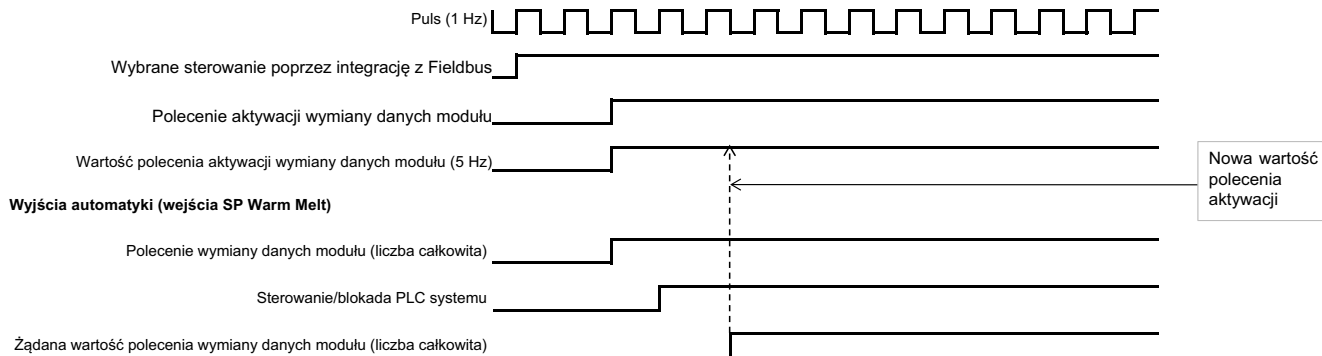 Puls (1 Hz)
Wybrane sterowanie poprzez integrację z Fieldbus
Polecenie aktywacji wymiany danych modułu
Wartość polecenia aktywacji wymiany danych modułu (5 Hz)
Nowa wartość
polecenia
aktywacji
Wyjścia automatyki (wejścia SP Warm Melt)
Polecenie wymiany danych modułu (liczba całkowita)
Sterowanie/blokada PLC systemu
Żądana wartość polecenia wymiany danych modułu (liczba całkowita)